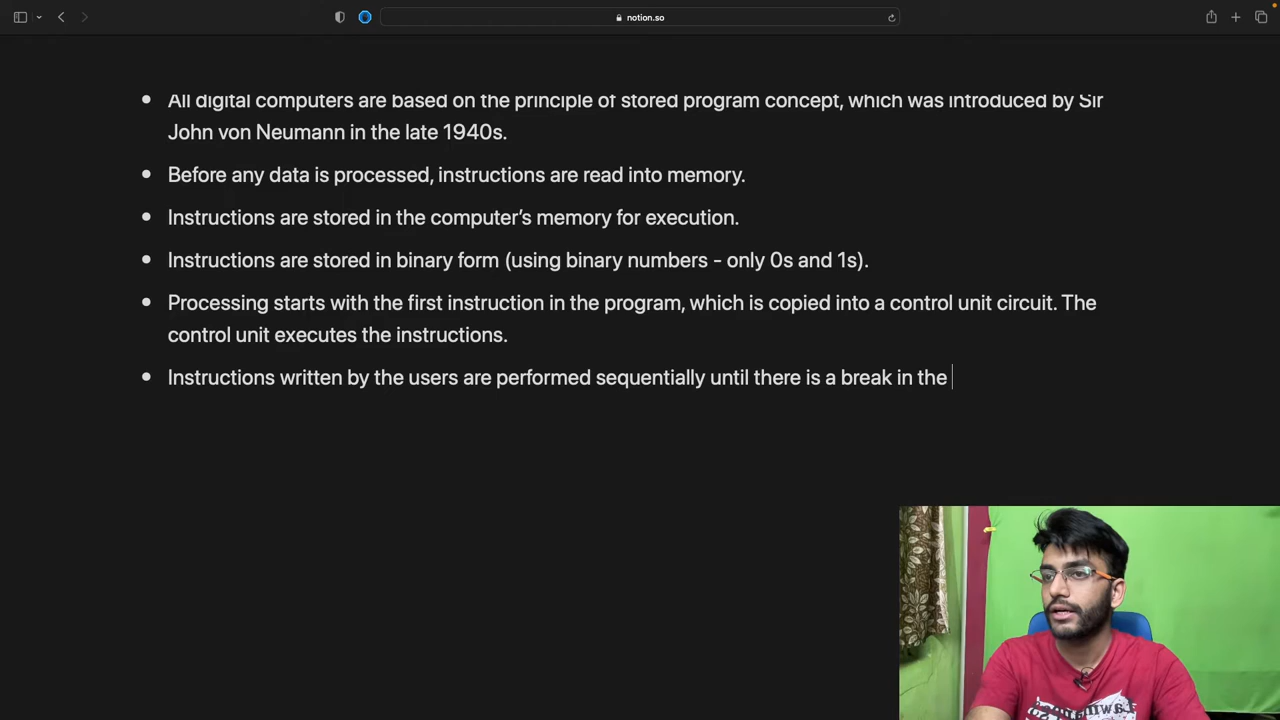 notion.so
All digital computers are based on the principle of stored program concept, which was introduced by Sir
John von Neumann in the late 1940s.
Before any data is processed, instructions are read into memory.
Instructions are stored in the computer's memory for execution.
Instructions are stored in binary form (using binary numbers - only 0s and 1s).
Processing starts with the first instruction in the program, which is copied into a control unit circuit. The
control unit executes the instructions.
Instructions written by the users are performed sequentially until there is a break in the